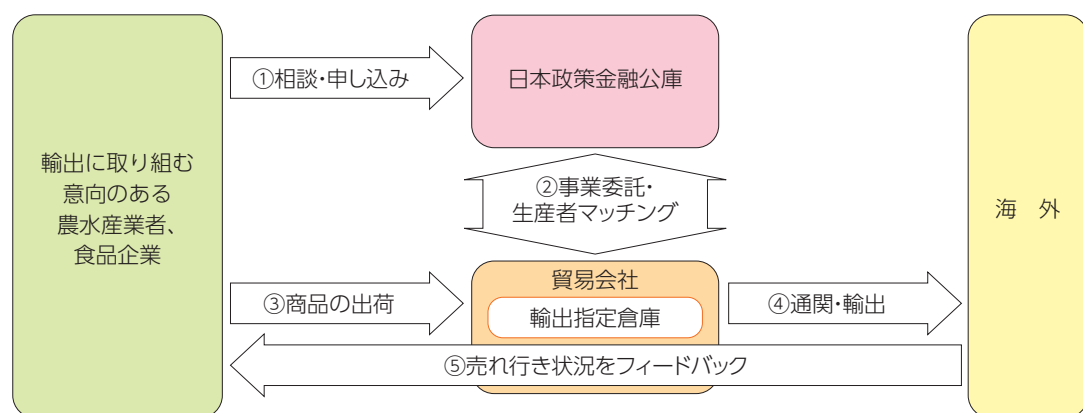 ①相談・申し込み
日本政策金融公庫
輸出に取り組む
意向のある
農水産業者、
食品企業
②事業委託・
生産者マッチング
海 外
貿易会社
③商品の出荷
輸出指定倉庫
④通関・輸出
⑤売れ行き状況をフィードバック